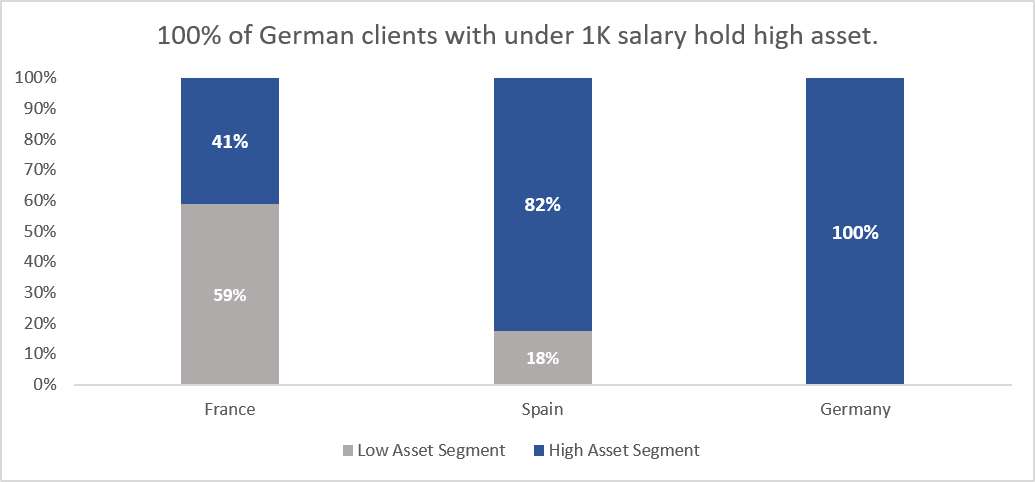 100% of German clients with under 1K salary hold high asset.
100%
90%
80%
70%
60%
50%
40%
30%
20%
10%
0%
41%
59%
82%
18%
100%
France
Spain
Germany
Low Asset Segment
High Asset Segment